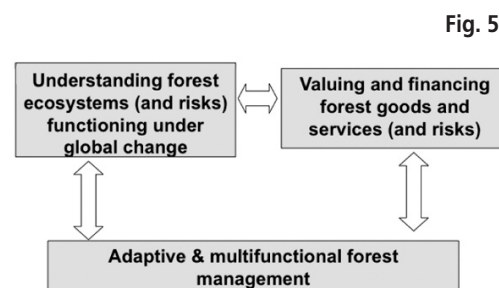 Fig. 5
Understanding forest
ecosystems (and risks)
functioning under
global change
Valuing and financing
forest goods and
services (and risks)
Adaptive & multifunctional forest
management